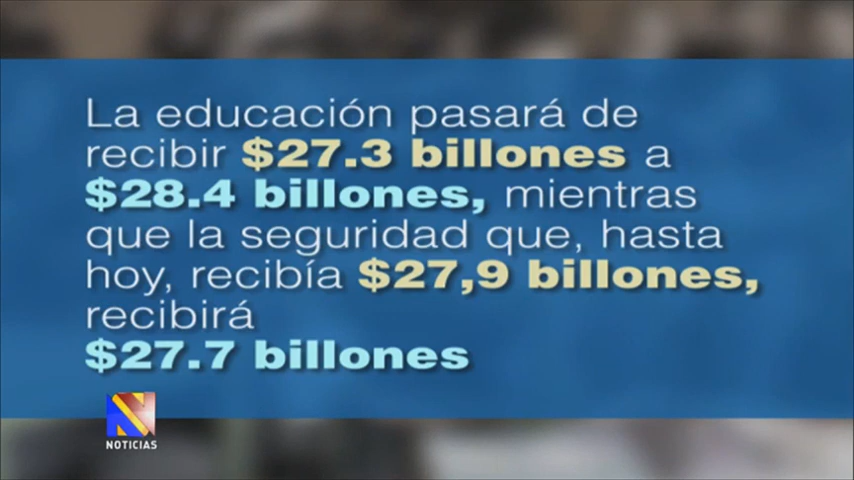 La educación pasará de
recibir $27.3 billones a
$28.4 billones, mientras
que la seguridad que, hasta
hoy, recibía $27,9 billones,
recibirá
$27.7 billones
N
NOTICIAS